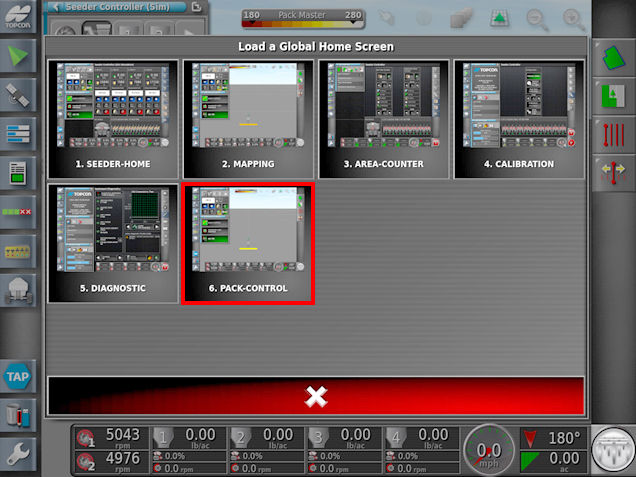 TOPCON
Seeder Controller (Sim)
180 Pack Master 280
Load a Global Home Screen
1. SEEDER-HOME
2. MAPPING
3. AREA-COUNTER
4. CALIBRATION
5. DIAGNOSTIC
6. PACK-CONTROL
TAP
1 5043 rpm
2 4976 rpm
1 0.00 lb/ac
0.0%
0.0 rpm
2 0.00 lb/ac
0.0%
0.0 rpm
3 0.00 lb/ac
0.0%
0.0 rpm
4 0.00 lb/ac
0.0%
0.0 rpm
0.0
mph
180°
0.00
ac